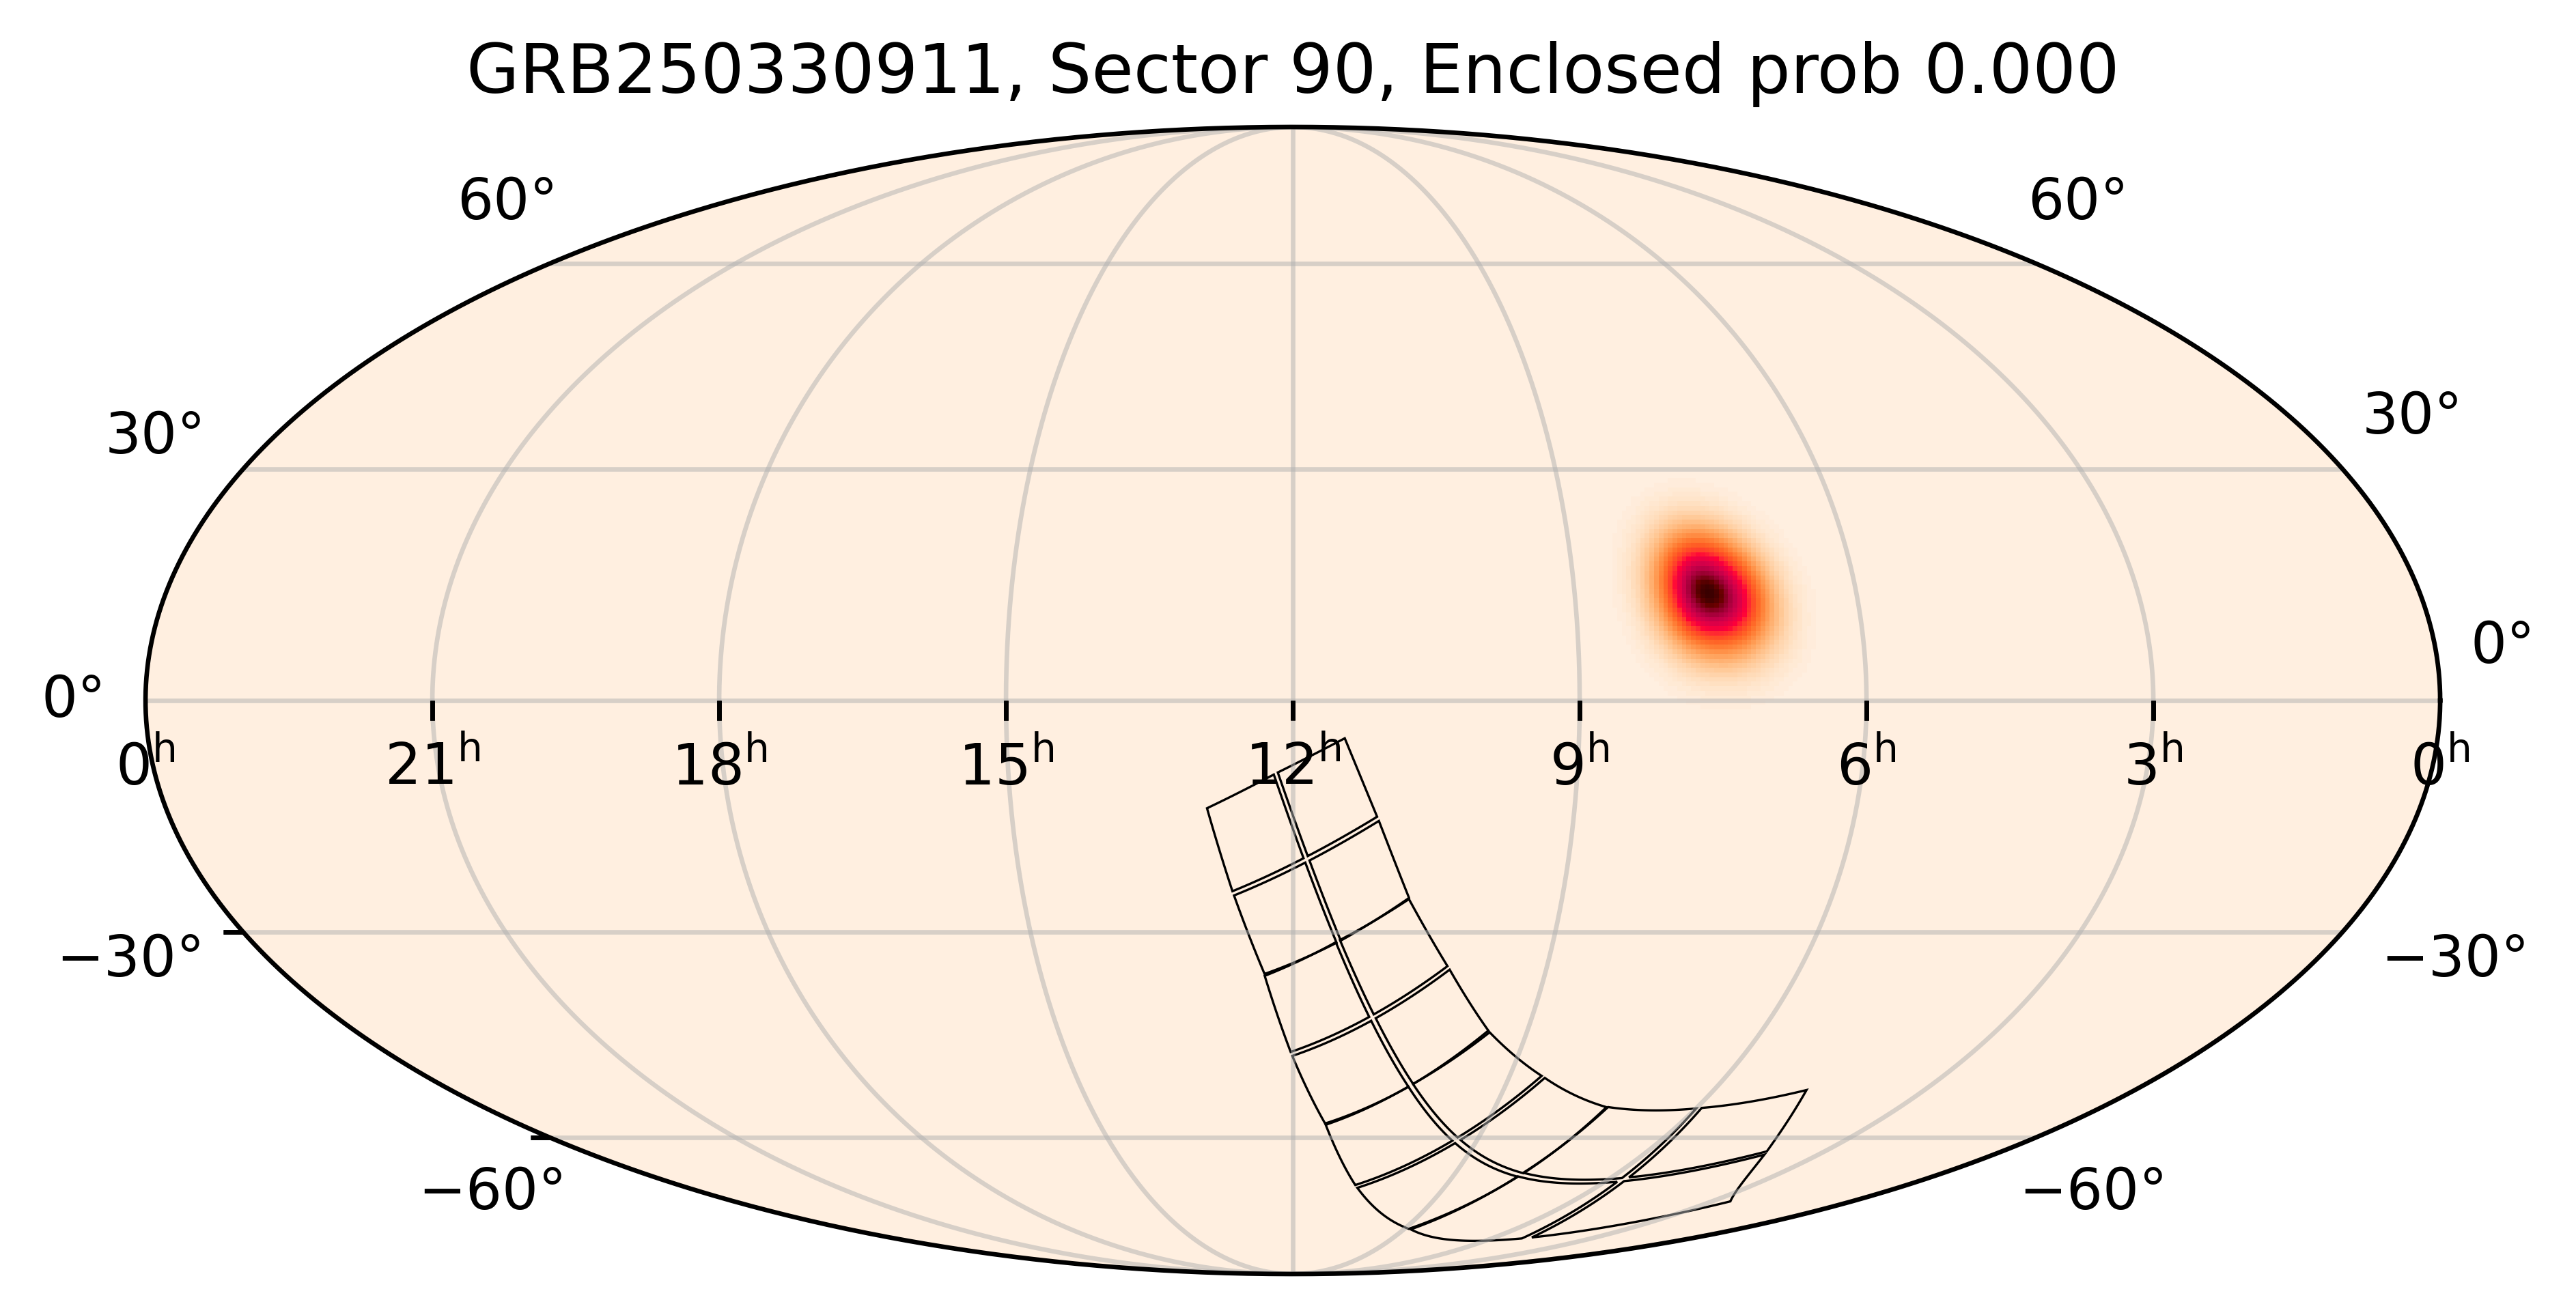 GRB250330911, Sector 90, Enclosed prob 0.000
60° 60°
30° 30°
0° 0°
0ʰ 21ʰ 18ʰ 15ʰ 12ʰ 9ʰ 6ʰ 3ʰ 0ʰ
−30° −30°
−60° −60°